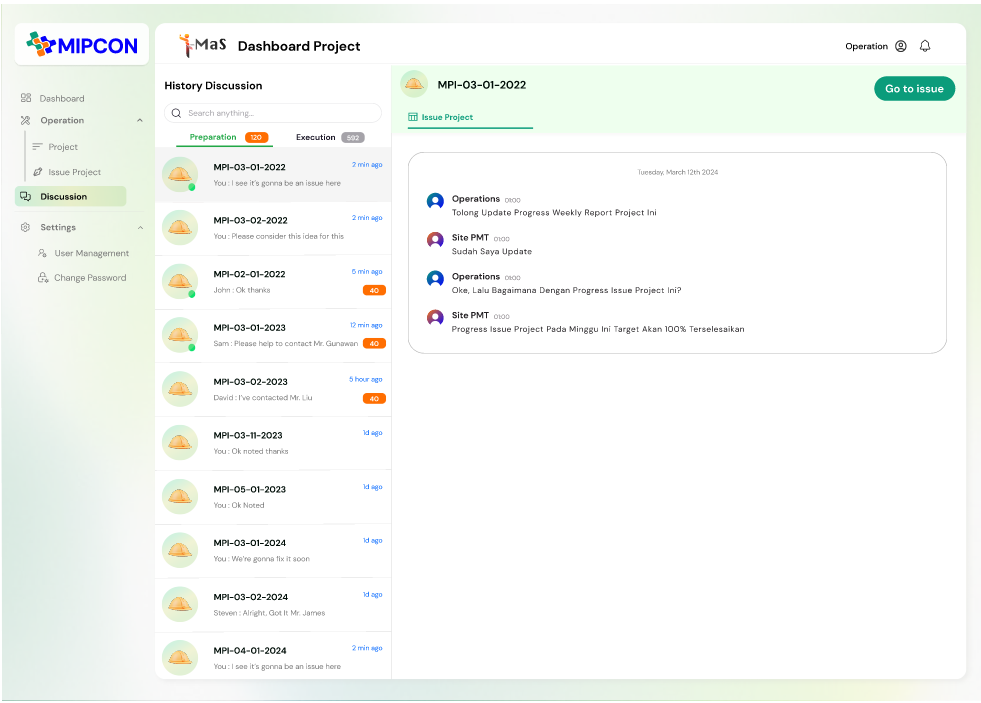 MIPCON
MaS Dashboard Project
Operation
Dashboard
Operation
Project
Issue Project
Discussion
Settings
User Management
Change Password
History Discussion
Search anything...
Preparation 120 Execution 592
MPI-03-01-2022 2 min ago
You : I see it's gonna be an issue here
MPI-03-02-2022 2 min ago
You : Please consider this idea for this
MPI-02-01-2022 5 min ago
John : Ok thanks 40
MPI-03-01-2023 12 min ago
Sam : Please help to contact Mr. Gunawan 40
MPI-03-02-2023 5 hour ago
David : I've contacted Mr. Liu 40
MPI-03-11-2023 1d ago
You : Ok noted thanks
MPI-05-01-2023 1d ago
You : Ok Noted
MPI-03-01-2024 1d ago
You : We're gonna fix it soon
MPI-03-02-2024 1d ago
Steven : Alright, Got It Mr. James
MPI-04-01-2024 2 min ago
You : I see it's gonna be an issue here
MPI-03-01-2022
Go to issue
Issue Project
Tuesday, March 12th 2024
Operations 01:00
Tolong Update Progress Weekly Report Project Ini
Site PMT 01:00
Sudah Saya Update
Operations 01:00
Oke, Lalu Bagaimana Dengan Progress Issue Project Ini?
Site PMT 01:00
Progress Issue Project Pada Minggu Ini Target Akan 100% Terselesaikan